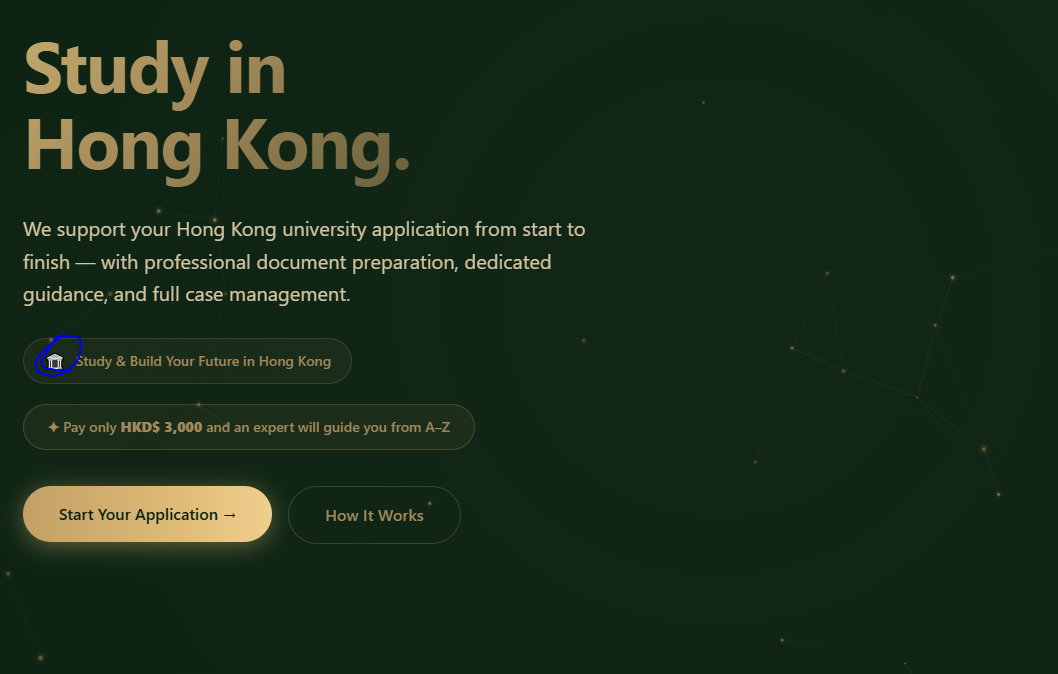 Study in
Hong Kong.
We support your Hong Kong university application from start to
finish — with professional document preparation, dedicated
guidance, and full case management.
🏛 Study & Build Your Future in Hong Kong
✦ Pay only HKD$ 3,000 and an expert will guide you from A–Z
Start Your Application →
How It Works